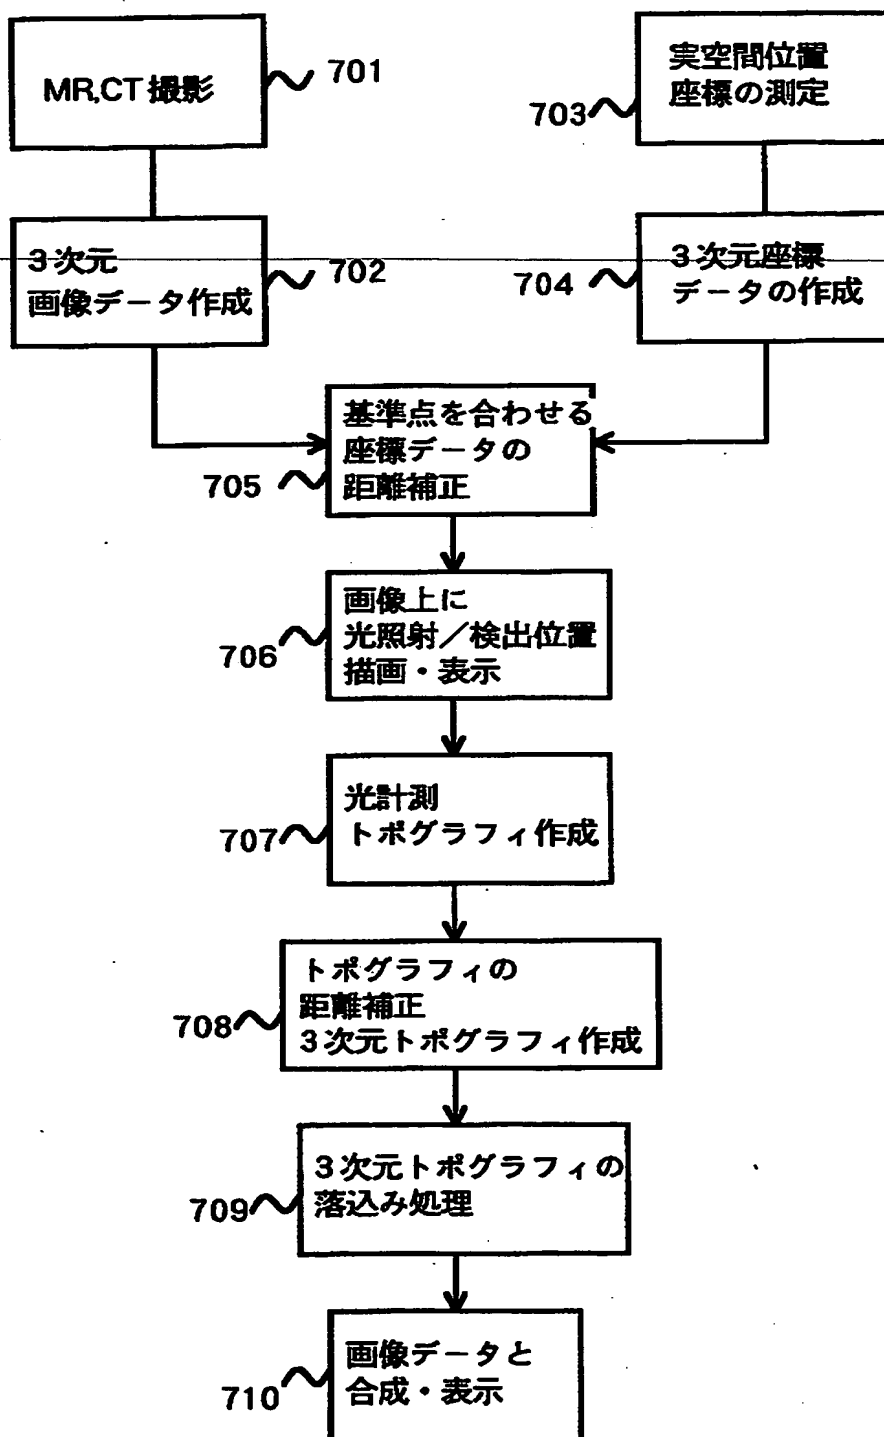 MR,CT 撮影
701
実空間位置
座標の測定
703
3次元
画像データ作成
702
3次元座標
データの作成
704
基準点を合わせる
座標データの
距離補正
705
画像上に
光照射／検出位置
描画・表示
706
光計測
トポグラフィ作成
707
トポグラフィの
距離補正
3次元トポグラフィ作成
708
3次元トポグラフィの
落込み処理
709
画像データと
合成・表示
710